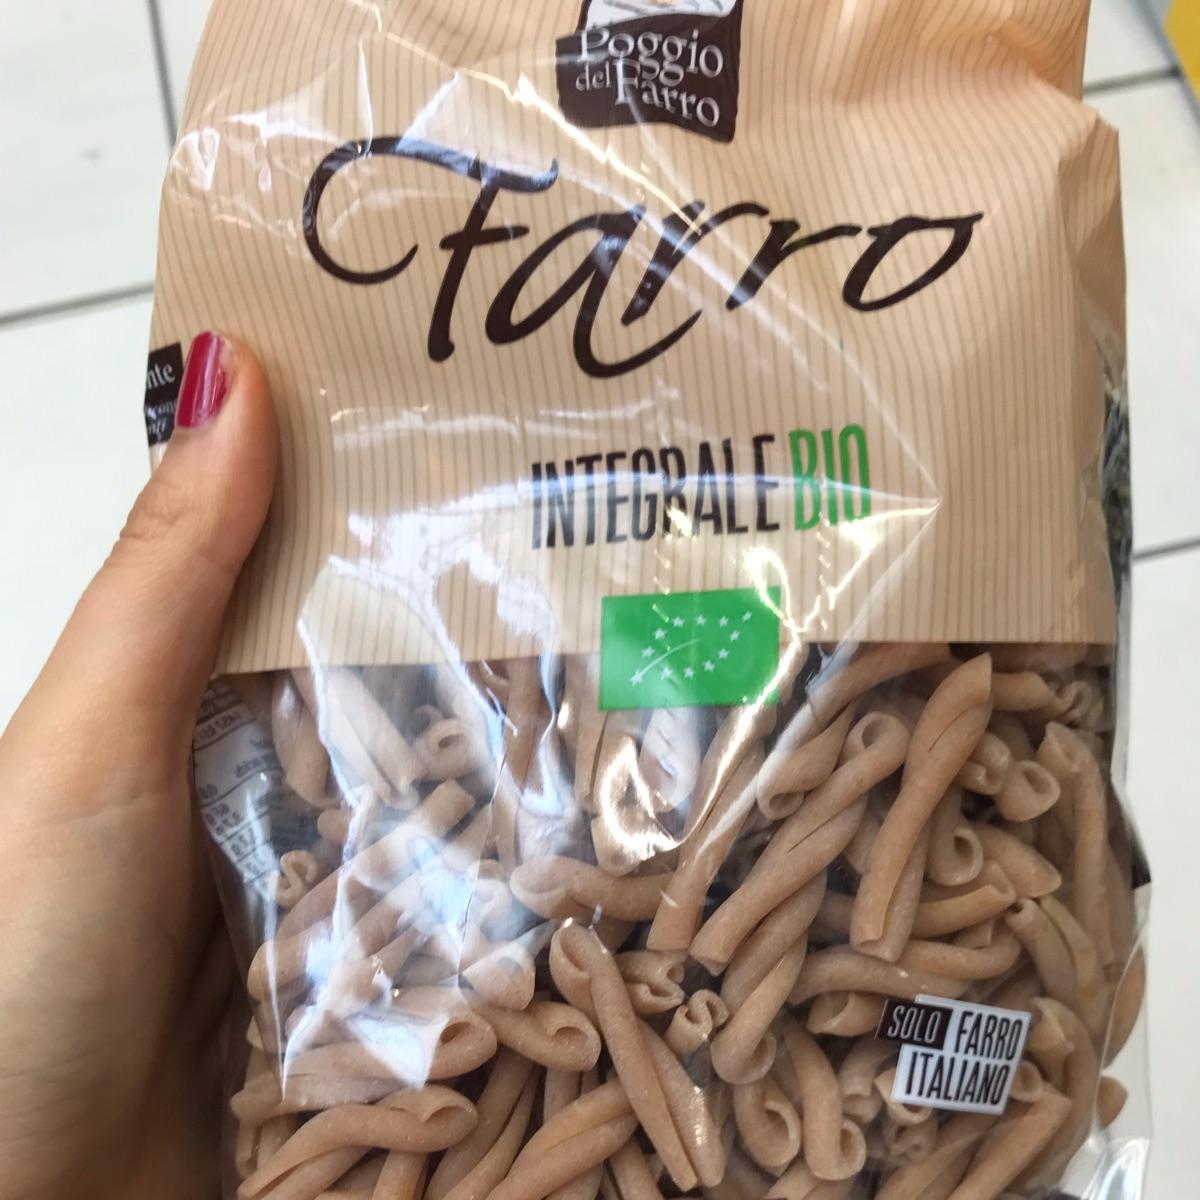 Poggio
del Farro
Farro
INTEGRALE BIO
SOLO FARRO
ITALIANO